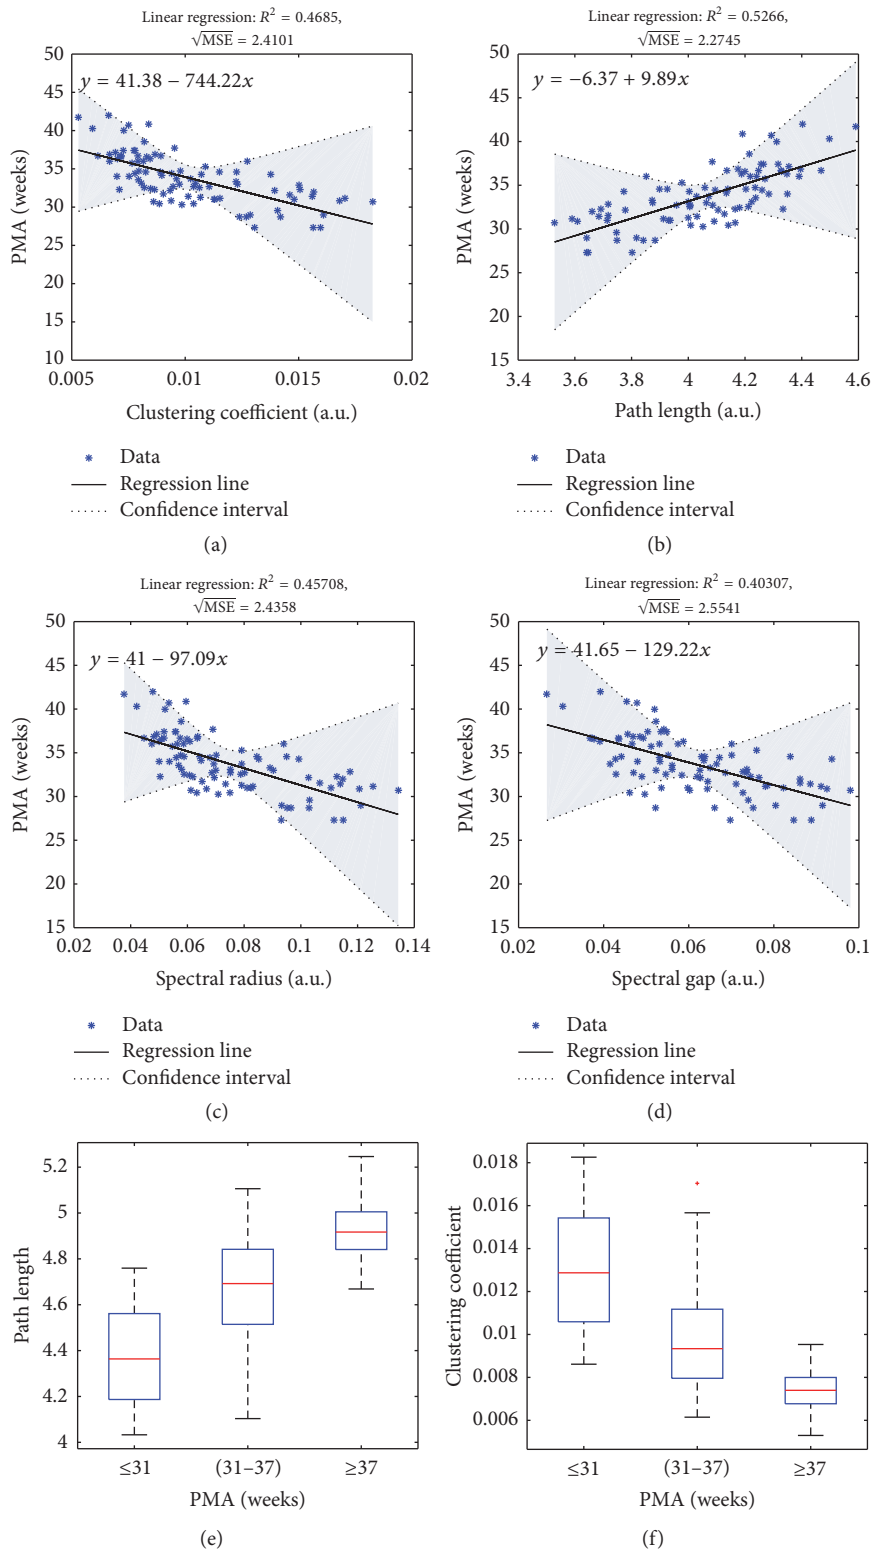 Linear regression: R² = 0.4685,
√MSE = 2.4101
y = 41.38 − 744.22x
50
45
40
35
30
25
20
15
10
PMA (weeks)
0.005
0.01
0.015
0.02
Clustering coefficient (a.u.)
Data
Regression line
Confidence interval
(a)
Linear regression: R² = 0.5266,
√MSE = 2.2745
y = −6.37 + 9.89x
50
45
40
35
30
25
20
15
PMA (weeks)
3.4
3.6
3.8
4
4.2
4.4
4.6
Path length (a.u.)
Data
Regression line
Confidence interval
(b)
Linear regression: R² = 0.45708,
√MSE = 2.4358
y = 41 − 97.09x
50
45
40
35
30
25
20
15
PMA (weeks)
0.02
0.04
0.06
0.08
0.1
0.12
0.14
Spectral radius (a.u.)
Data
Regression line
Confidence interval
(c)
Linear regression: R² = 0.40307,
√MSE = 2.5541
y = 41.65 − 129.22x
50
45
40
35
30
25
20
15
PMA (weeks)
0.02
0.04
0.06
0.08
0.1
Spectral gap (a.u.)
Data
Regression line
Confidence interval
(d)
5.2
5
4.8
4.6
4.4
4.2
4
Path length
≤31
(31–37)
≥37
PMA (weeks)
(e)
0.018
0.016
0.014
0.012
0.01
0.008
0.006
Clustering coefficient
≤31
(31–37)
≥37
PMA (weeks)
(f)